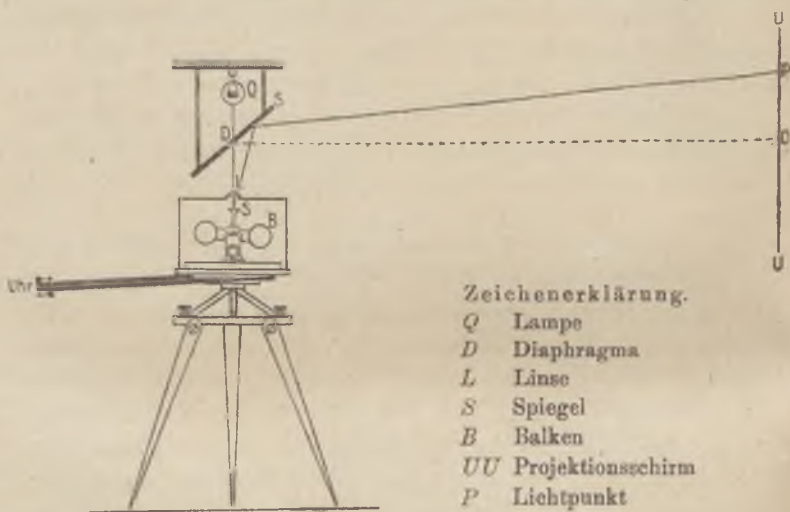 U
Q
S
P
D
O
L
S
B
U
Uhr
Zeichenerklärung.
Q Lampe
D Diaphragma
L Linse
S Spiegel
B Balken
UU Projektionsschirm
P Lichtpunkt